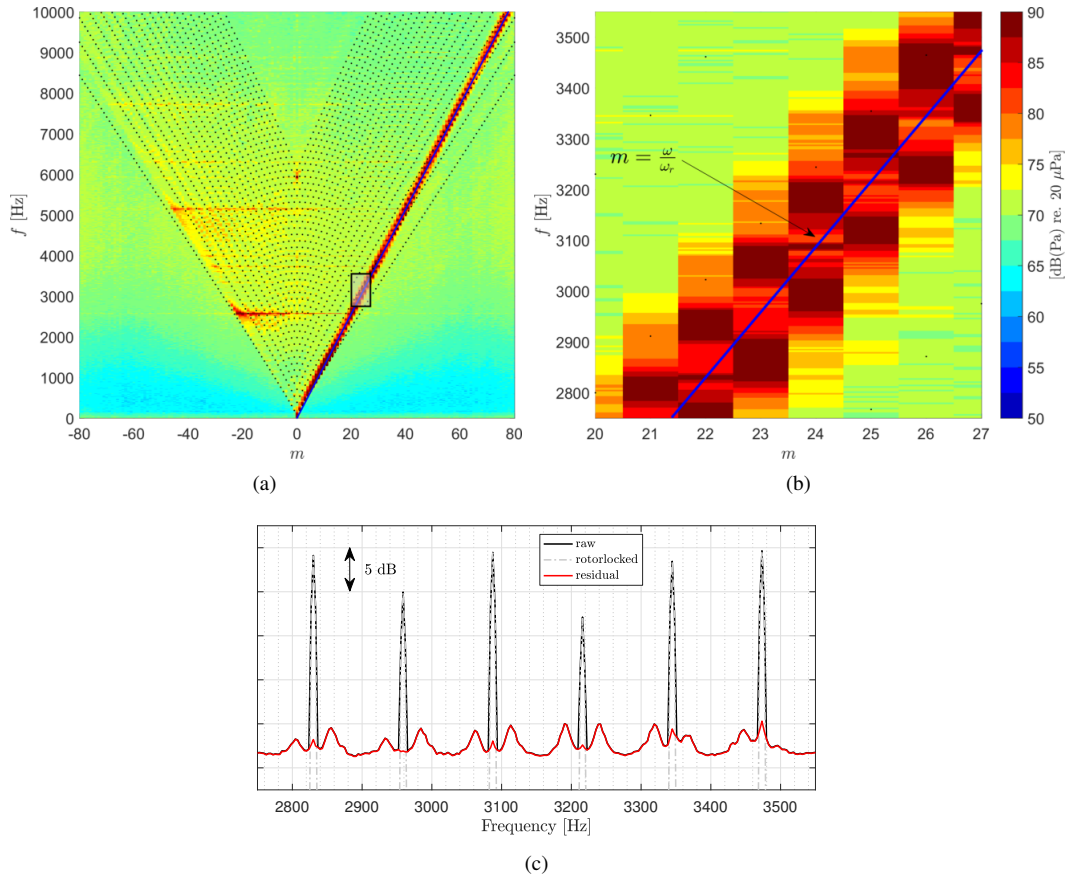 10000
9000
8000
7000
6000
5000
4000
3000
2000
1000
0
f [Hz]
-80 -60 -40 -20 0 20 40 60 80
m
(a)
3500
3400
3300
3200
3100
3000
2900
2800
f [Hz]
m = ω/ω_r
20 21 22 23 24 25 26 27
m
(b)
90
85
80
75
70
65
60
55
50
[dB(Pa) re. 20 μPa]
5 dB
raw
rotorlocked
residual
2800 2900 3000 3100 3200 3300 3400 3500
Frequency [Hz]
(c)